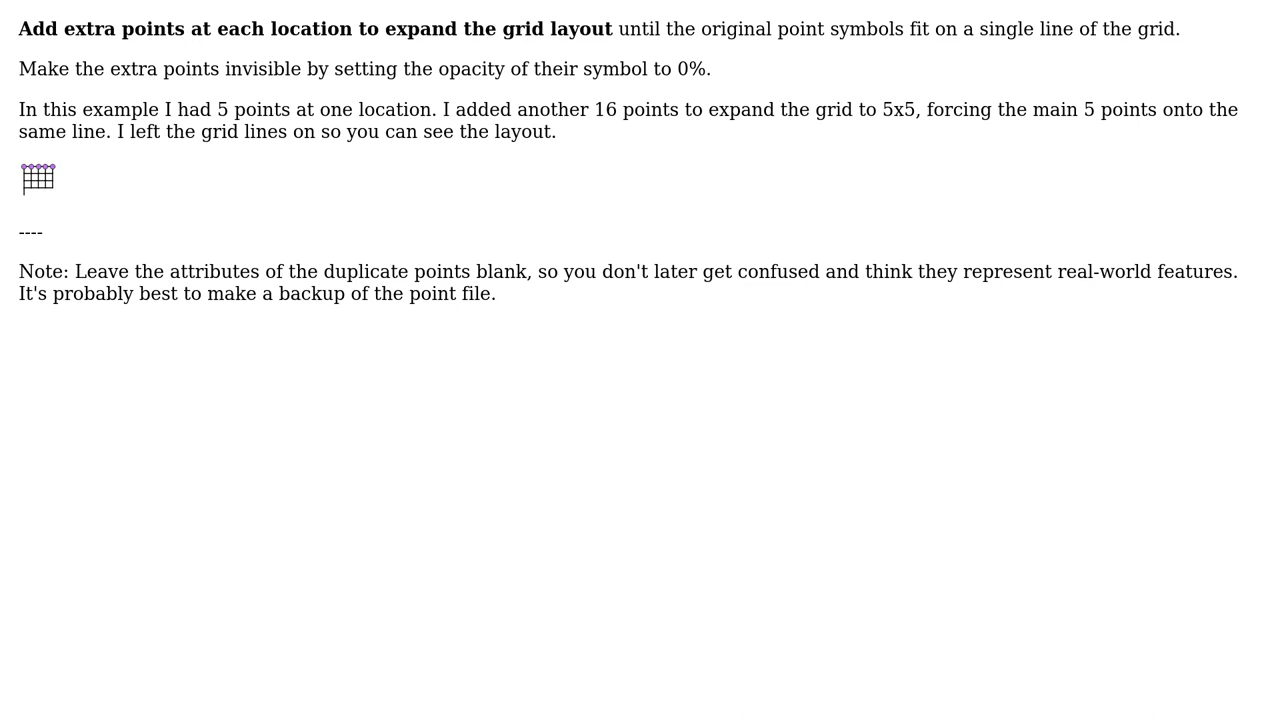 Add extra points at each location to expand the grid layout until the original point symbols fit on a single line of the grid.
Make the extra points invisible by setting the opacity of their symbol to 0%.
In this example I had 5 points at one location. I added another 16 points to expand the grid to 5x5, forcing the main 5 points onto the
same line. I left the grid lines on so you can see the layout.
----
Note: Leave the attributes of the duplicate points blank, so you don't later get confused and think they represent real-world features.
It's probably best to make a backup of the point file.